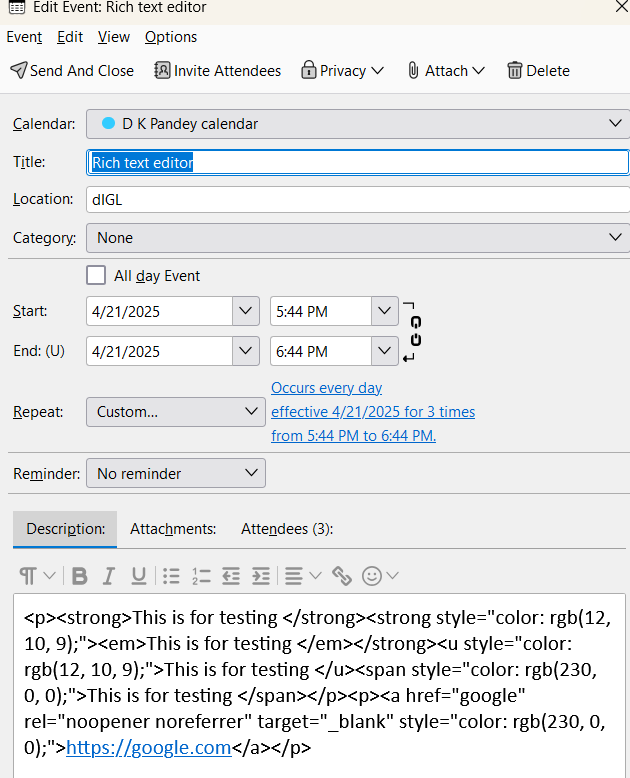 Edit Event: Rich text editor
Event Edit View Options
Send And Close Invite Attendees Privacy Attach Delete
Calendar: D K Pandey calendar
Title: Rich text editor
Location: dIGL
Category: None
All day Event
Start: 4/21/2025 5:44 PM
End: (U) 4/21/2025 6:44 PM
Occurs every day
Repeat: Custom... effective 4/21/2025 for 3 times
from 5:44 PM to 6:44 PM.
Reminder: No reminder
Description: Attachments: Attendees (3):
<p><strong>This is for testing </strong><strong style="color: rgb(12,
10, 9);"><em>This is for testing </em></strong><u style="color:
rgb(12, 10, 9);">This is for testing </u><span style="color: rgb(230,
0, 0);">This is for testing </span></p><p><a href="google"
rel="noopener noreferrer" target="_blank" style="color: rgb(230, 0,
0);">https://google.com</a></p>